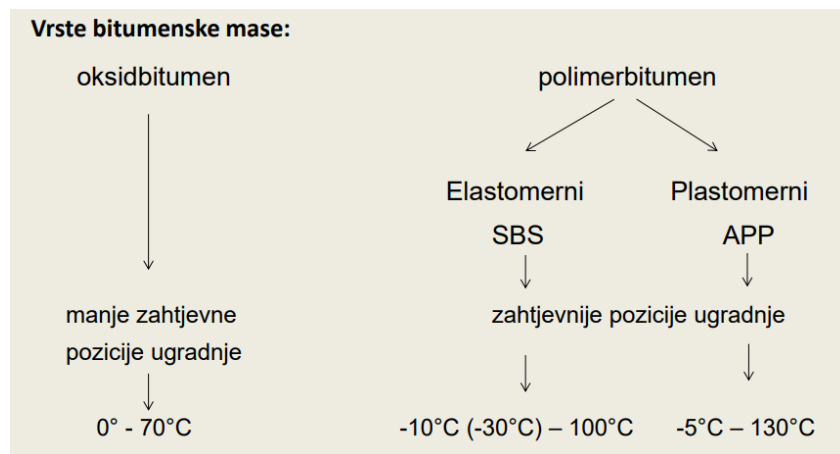 Vrste bitumenske mase:
oksidbitumen
polimerbitumen
Elastomerni
Plastomerni
SBS
APP
manje zahtjevne
pozicije ugradnje
zahtjevnije pozicije ugradnje
0° - 70°C
-10°C (-30°C) – 100°C
-5°C – 130°C